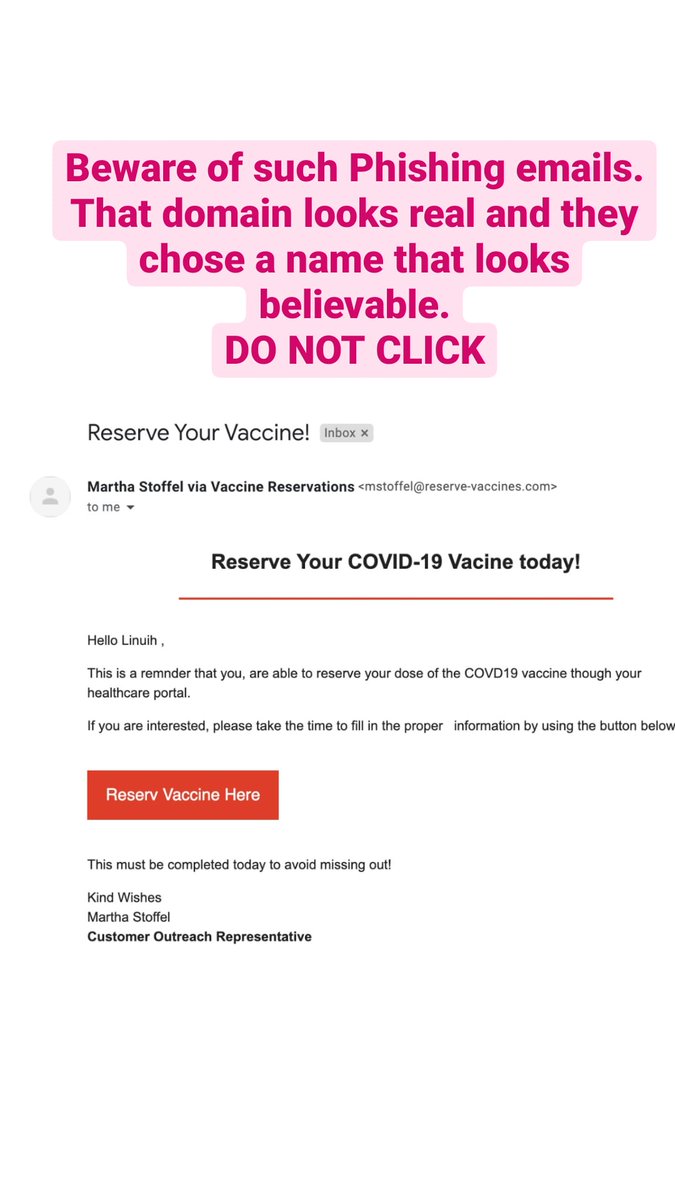 Beware of such Phishing emails.
That domain looks real and they
chose a name that looks
believable.
DO NOT CLICK
Reserve Your Vaccine! Inbox ×
Martha Stoffel via Vaccine Reservations <mstoffel@reserve-vaccines.com>
to me
Reserve Your COVID-19 Vacine today!
Hello Linuih ,
This is a remnder that you, are able to reserve your dose of the COVD19 vaccine though your
healthcare portal.
If you are interested, please take the time to fill in the proper information by using the button below
Reserv Vaccine Here
This must be completed today to avoid missing out!
Kind Wishes
Martha Stoffel
Customer Outreach Representative